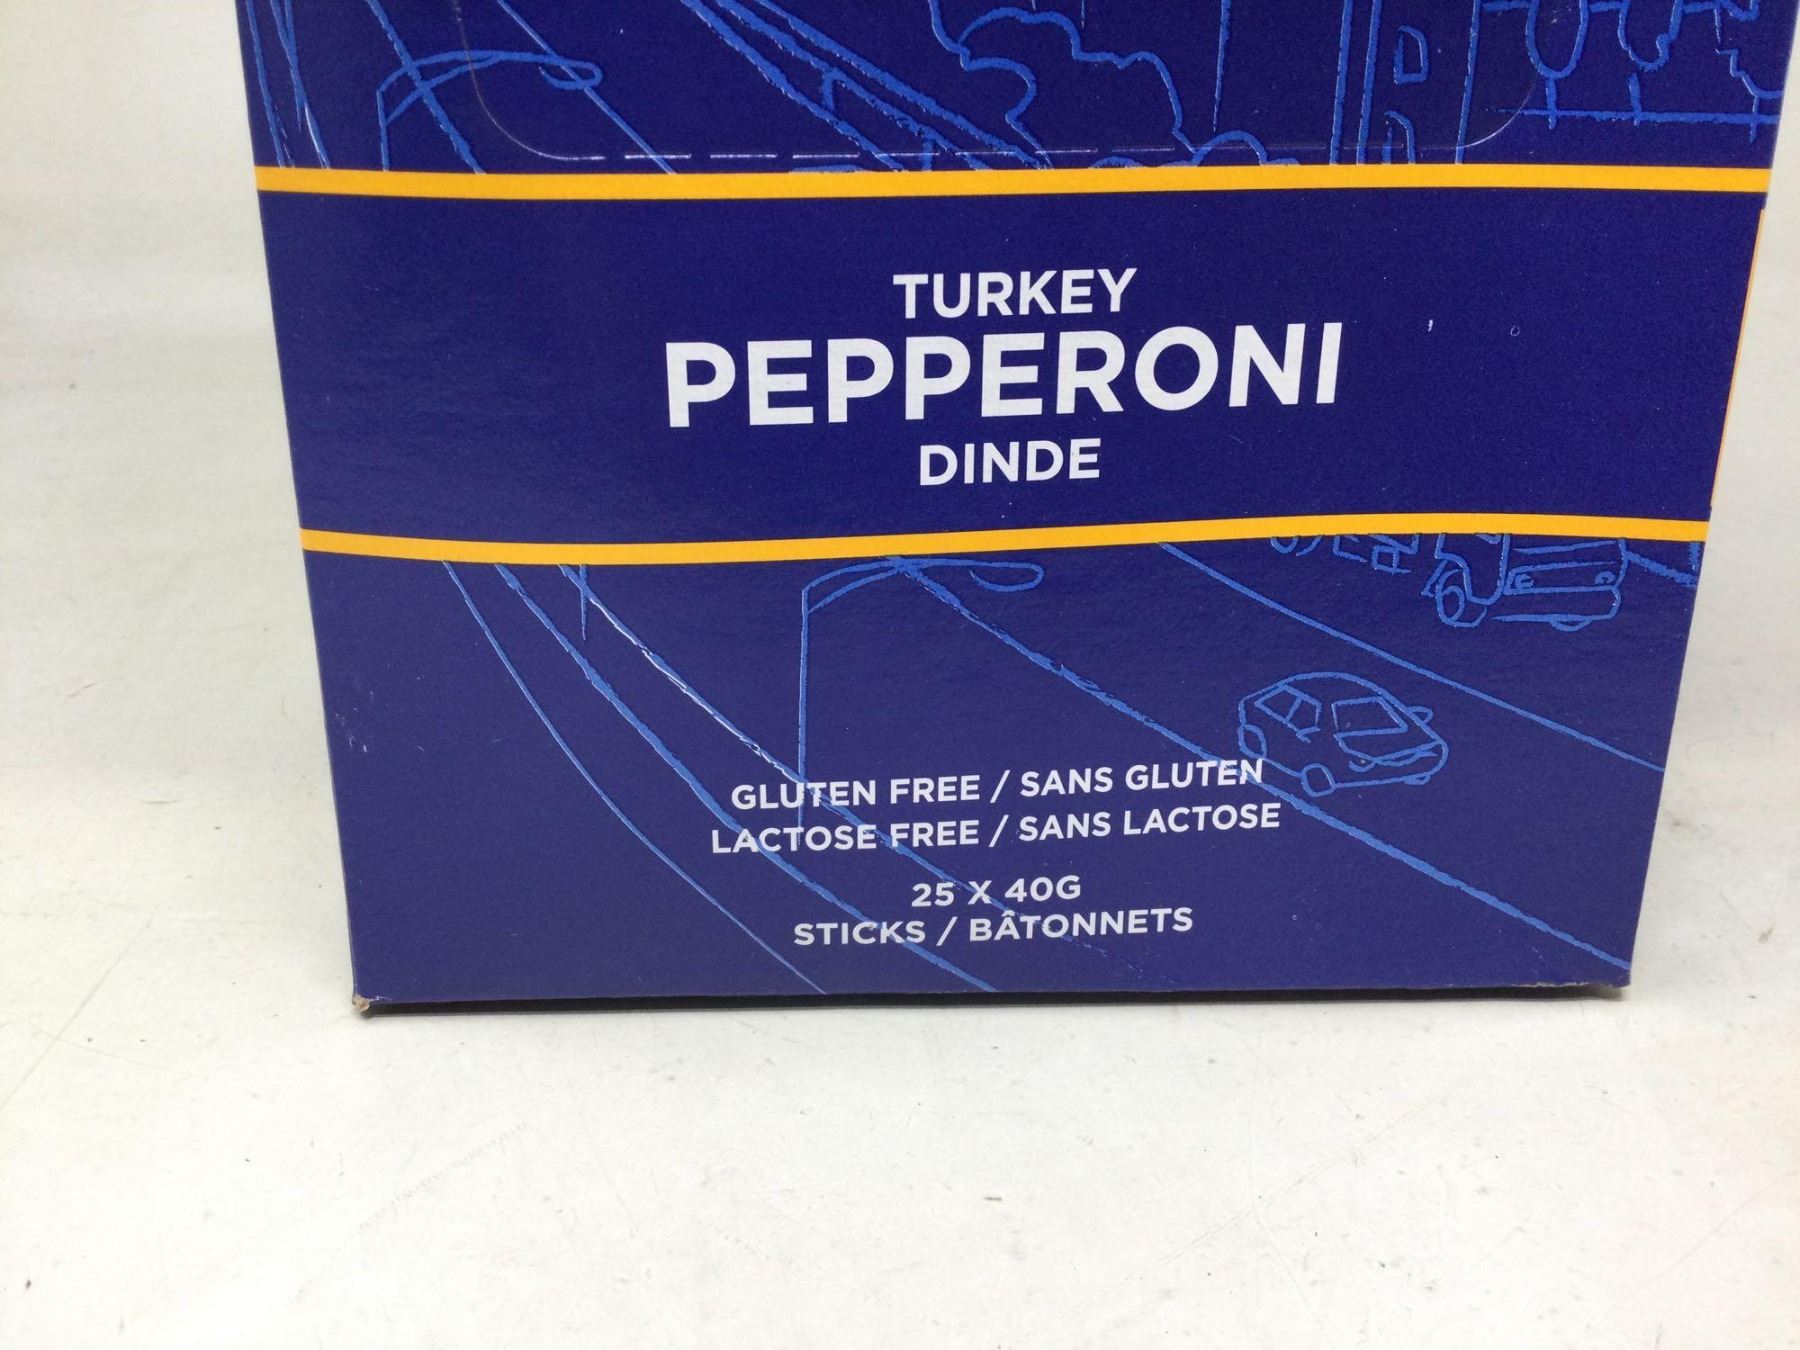 TURKEY
PEPPERONI
DINDE
GLUTEN FREE / SANS GLUTEN
LACTOSE FREE / SANS LACTOSE
25 X 40G
STICKS / BÂTONNETS